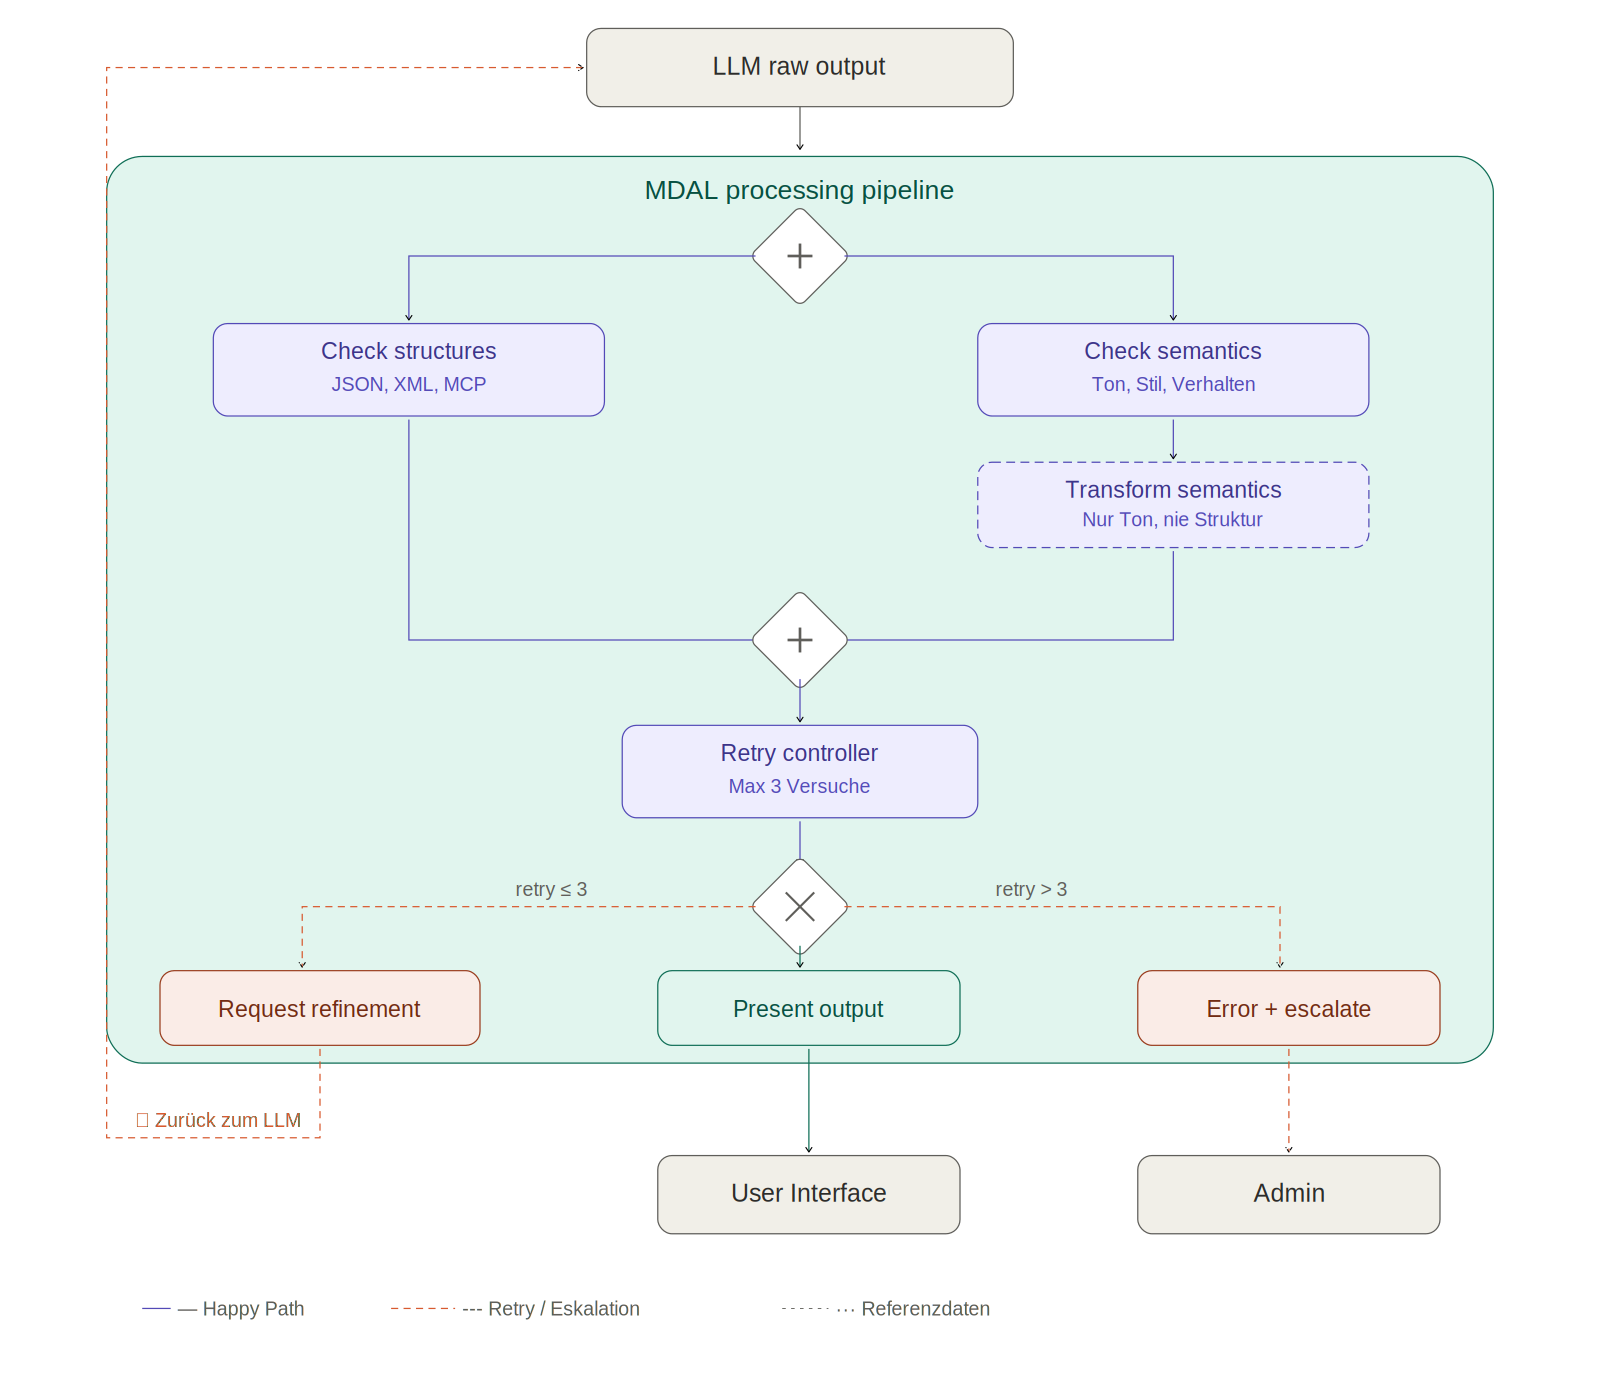 LLM raw output
MDAL processing pipeline
Check structures
JSON, XML, MCP
Check semantics
Ton, Stil, Verhalten
Transform semantics
Nur Ton, nie Struktur
Retry controller
Max 3 Versuche
retry ≤ 3
retry > 3
Request refinement
Present output
Error + escalate
Zurück zum LLM
User Interface
Admin
— Happy Path
--- Retry / Eskalation
··· Referenzdaten